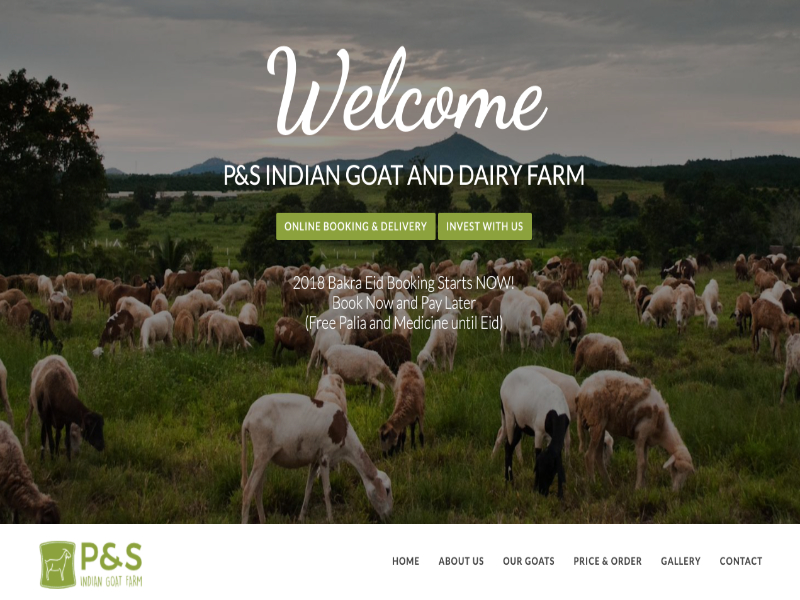 Welcome
P&S INDIAN GOAT AND DAIRY FARM
ONLINE BOOKING & DELIVERY
INVEST WITH US
2018 Bakra Eid Booking Starts NOW!
Book Now and Pay Later
(Free Palia and Medicine until Eid)
P&S
INDIAN GOAT FARM
HOME ABOUT US OUR GOATS PRICE & ORDER GALLERY CONTACT